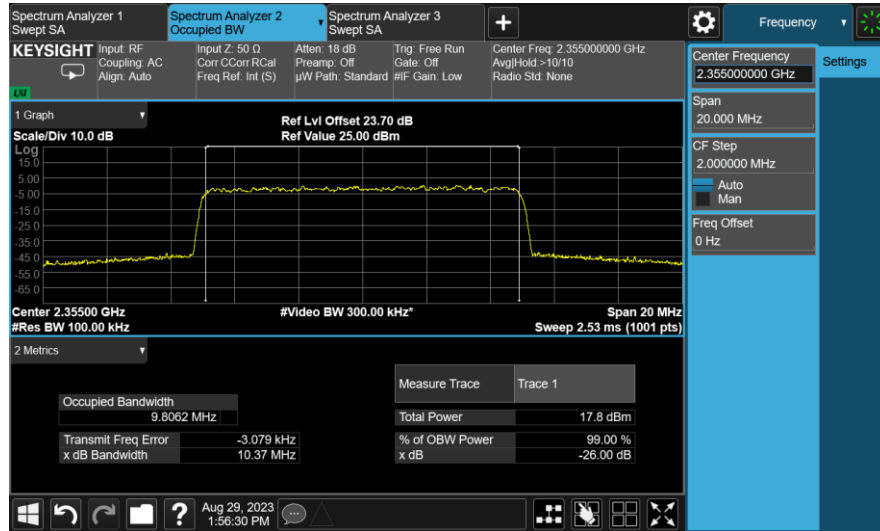 Spectrum Analyzer 1
Swept SA
Spectrum Analyzer 2
Occupied BW
Spectrum Analyzer 3
Swept SA
+
Frequency
KEYSIGHT
LXI
Input: RF
Coupling: AC
Align: Auto
Input Z: 50 Ω
Corr CCorr RCal
Freq Ref: Int (S)
Atten: 18 dB
Preamp: Off
µW Path: Standard
Trig: Free Run
Gate: Off
#IF Gain: Low
Center Freq: 2.355000000 GHz
Avg|Hold:>10/10
Radio Std: None
Center Frequency
2.355000000 GHz
Settings
Span
20.000 MHz
CF Step
2.000000 MHz
Auto
Man
Freq Offset
0 Hz
1 Graph
Scale/Div 10.0 dB
Ref Lvl Offset 23.70 dB
Ref Value 25.00 dBm
Log
15.0
5.00
-5.00
-15.0
-25.0
-35.0
-45.0
-55.0
-65.0
Center 2.35500 GHz
#Res BW 100.00 kHz
#Video BW 300.00 kHz*
Span 20 MHz
Sweep 2.53 ms (1001 pts)
2 Metrics
Measure Trace Trace 1
Occupied Bandwidth
9.8062 MHz
Total Power 17.8 dBm
Transmit Freq Error -3.079 kHz
% of OBW Power 99.00 %
x dB Bandwidth 10.37 MHz
x dB -26.00 dB
?
Aug 29, 2023
1:56:30 PM